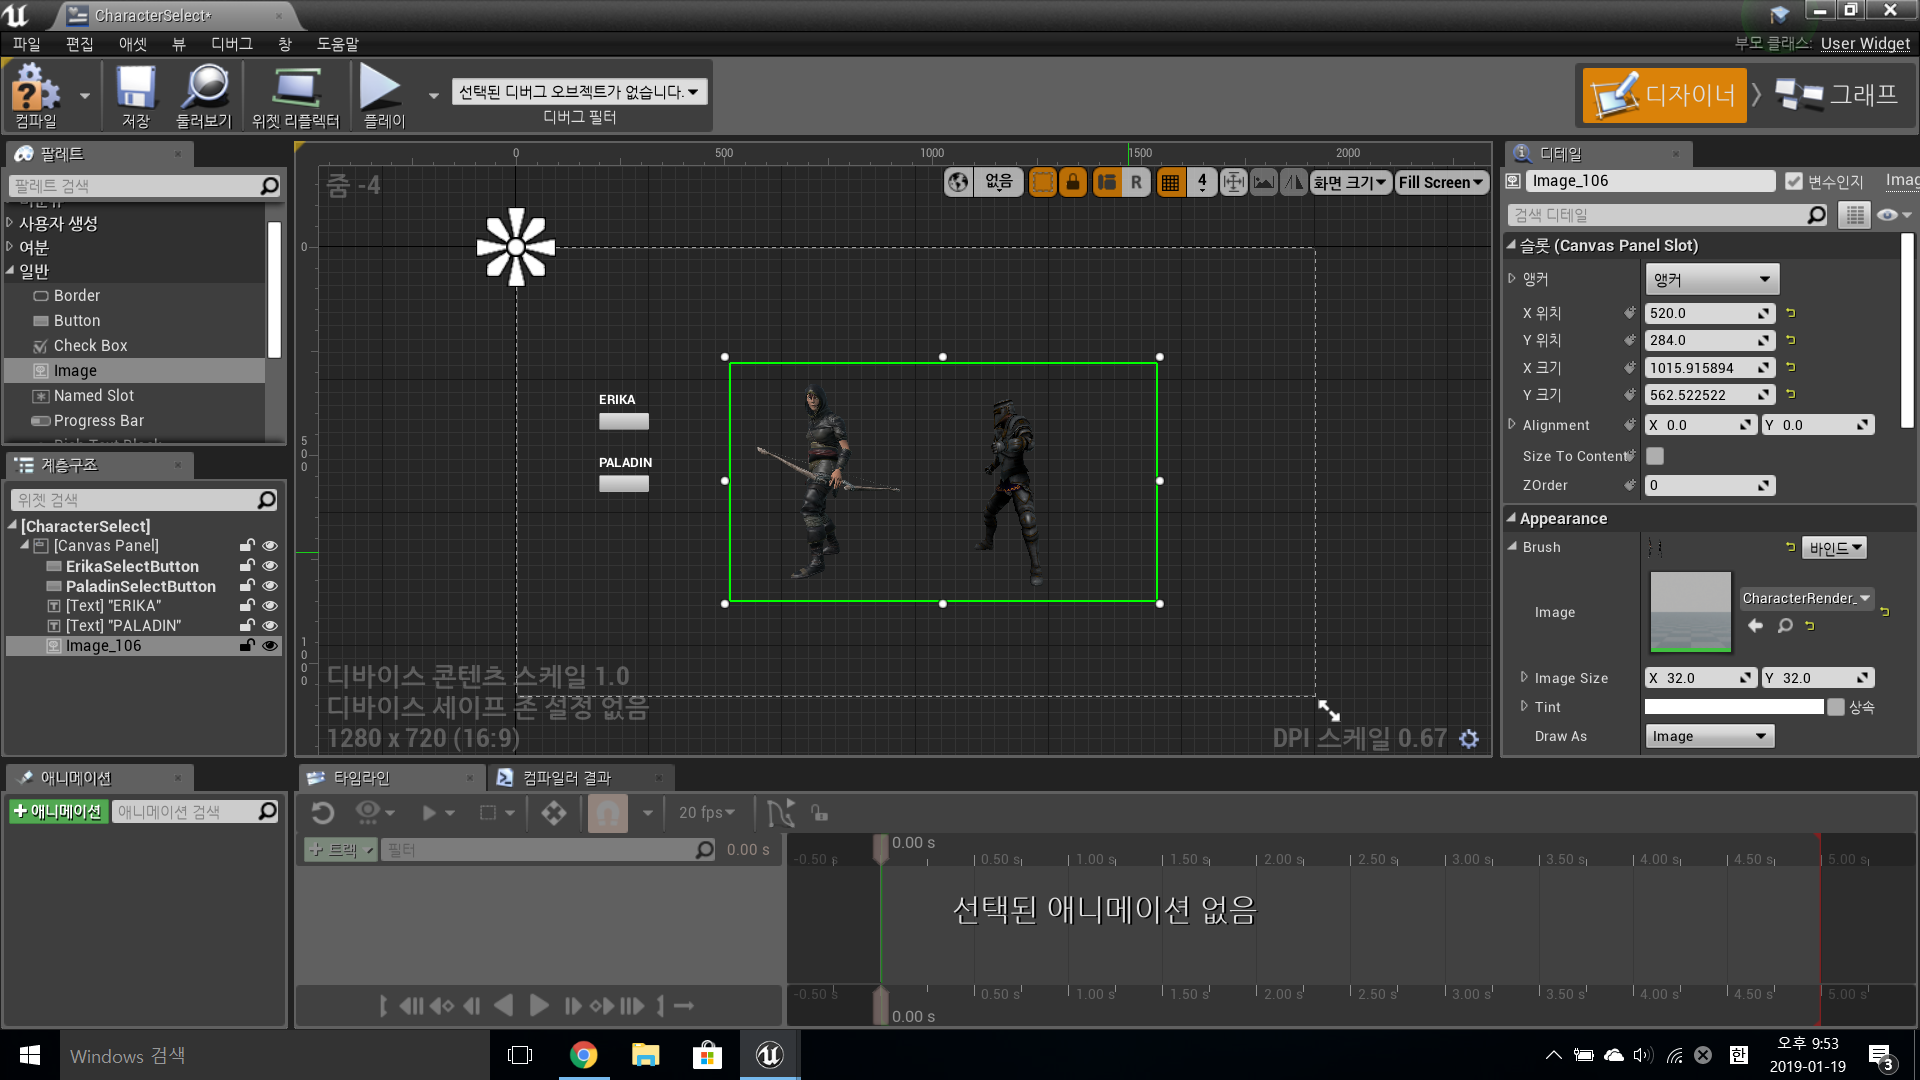 CharacterSelect*
파일 편집 애셋 뷰 디버그 창 도움말
부모 클래스: User Widget
컴파일 저장 둘러보기 위젯 리플렉터 플레이
선택된 디버그 오브젝트가 없습니다.
디버그 필터
디자이너 그래프
팔레트
팔레트 검색
사용자 생성
여분
일반
Border
Button
Check Box
Image
Named Slot
Progress Bar
계층구조
위젯 검색
[CharacterSelect]
[Canvas Panel]
ErikaSelectButton
PaladinSelectButton
[Text] "ERIKA"
[Text] "PALADIN"
Image_106
0 500 1000 1500 2000
줌 -4
없음 R 4 화면 크기 Fill Screen
0
500
1000
ERIKA
PALADIN
디바이스 콘텐츠 스케일 1.0
디바이스 세이프 존 설정 없음
1280 x 720 (16:9)
DPI 스케일 0.67
디테일
Image_106 변수인지 Imag
검색 디테일
슬롯 (Canvas Panel Slot)
앵커 앵커
X 위치 520.0
Y 위치 284.0
X 크기 1015.915894
Y 크기 562.522522
Alignment X 0.0 Y 0.0
Size To Content
ZOrder 0
Appearance
Brush 바인드
Image CharacterRender_
Image Size X 32.0 Y 32.0
Tint 상속
Draw As Image
애니메이션
+애니메이션 애니메이션 검색
타임라인 컴파일러 결과
20 fps
+ 트랙 필터 0.00 s
0.00 s
-0.50 s 0.50 s 1.00 s 1.50 s 2.00 s 2.50 s 3.00 s 3.50 s 4.00 s 4.50 s 5.00 s
선택된 애니메이션 없음
-0.50 s 0.50 s 1.00 s 1.50 s 2.00 s 2.50 s 3.00 s 3.50 s 4.00 s 4.50 s 5.00 s
0.00 s
Windows 검색
한
오후 9:53
2019-01-19
3